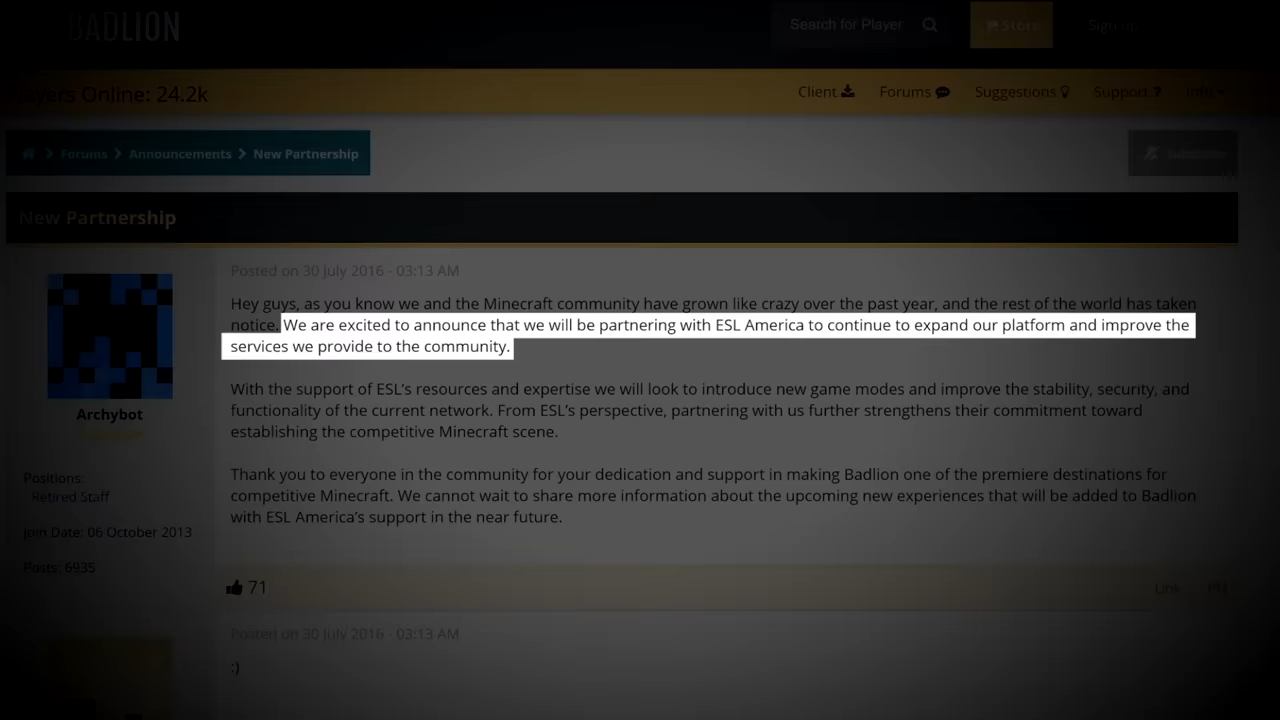 BADLION
Search for Player
Store
Sign up
Players Online: 24.2k
Client
Forums
Suggestions
Support ?
Info
Forums
Announcements
New Partnership
Subscribe
New Partnership
Archybot
Positions:
Retired Staff
Join Date: 06 October 2013
Posts: 6935
Posted on 30 July 2016 - 03:13 AM
Hey guys, as you know we and the Minecraft community have grown like crazy over the past year, and the rest of the world has taken
notice. We are excited to announce that we will be partnering with ESL America to continue to expand our platform and improve the
services we provide to the community.
With the support of ESL's resources and expertise we will look to introduce new game modes and improve the stability, security, and
functionality of the current network. From ESL's perspective, partnering with us further strengthens their commitment toward
establishing the competitive Minecraft scene.
Thank you to everyone in the community for your dedication and support in making Badlion one of the premiere destinations for
competitive Minecraft. We cannot wait to share more information about the upcoming new experiences that will be added to Badlion
with ESL America's support in the near future.
71
Link
PM
Posted on 30 July 2016 - 03:13 AM
:)